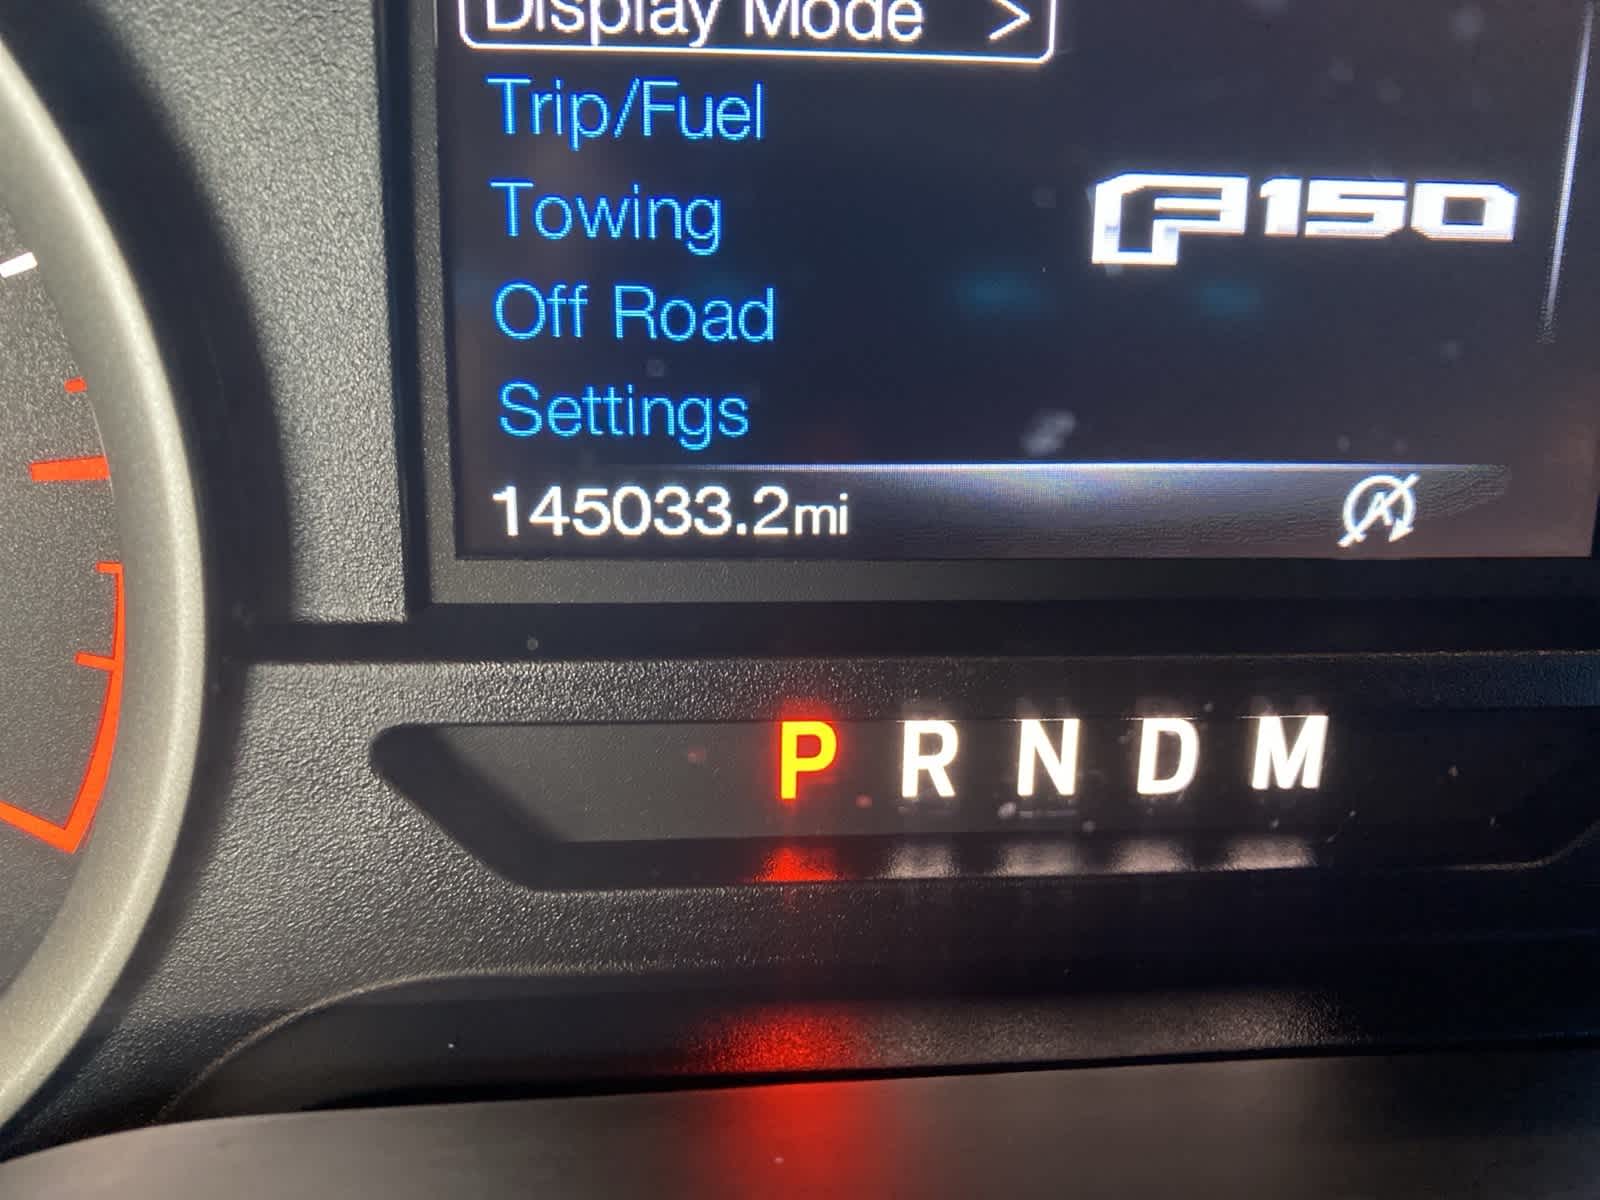 Display Mode >
Trip/Fuel
Towing
F150
Off Road
Settings
145033.2mi
A
P R N D M